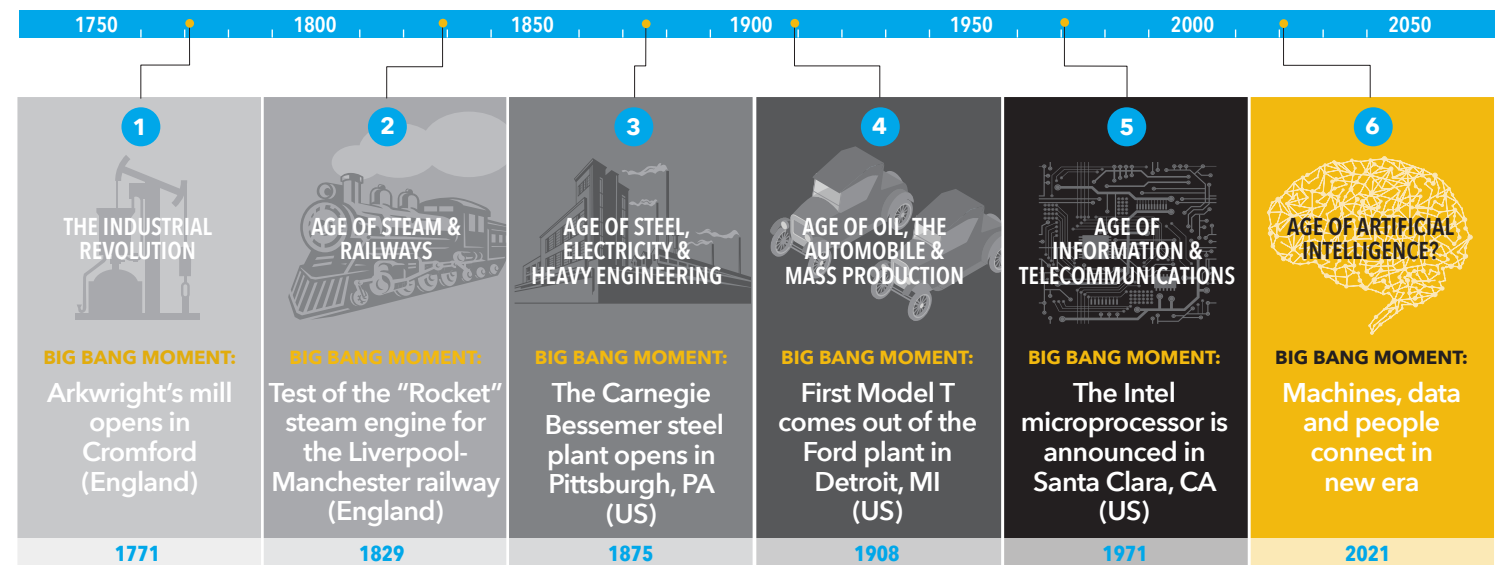 1750 1800 1850 1900 1950 2000 2050
1
THE INDUSTRIAL
REVOLUTION
BIG BANG MOMENT:
Arkwright’s mill
opens in
Cromford
(England)
1771
2
AGE OF STEAM &
RAILWAYS
BIG BANG MOMENT:
Test of the “Rocket”
steam engine for
the Liverpool-
Manchester railway
(England)
1829
3
AGE OF STEEL,
ELECTRICITY &
HEAVY ENGINEERING
BIG BANG MOMENT:
The Carnegie
Bessemer steel
plant opens in
Pittsburgh, PA
(US)
1875
4
AGE OF OIL, THE
AUTOMOBILE &
MASS PRODUCTION
BIG BANG MOMENT:
First Model T
comes out of the
Ford plant in
Detroit, MI
(US)
1908
5
AGE OF
INFORMATION &
TELECOMMUNICATIONS
BIG BANG MOMENT:
The Intel
microprocessor is
announced in
Santa Clara, CA
(US)
1971
6
AGE OF ARTIFICIAL
INTELLIGENCE?
BIG BANG MOMENT:
Machines, data
and people
connect in
new era
2021